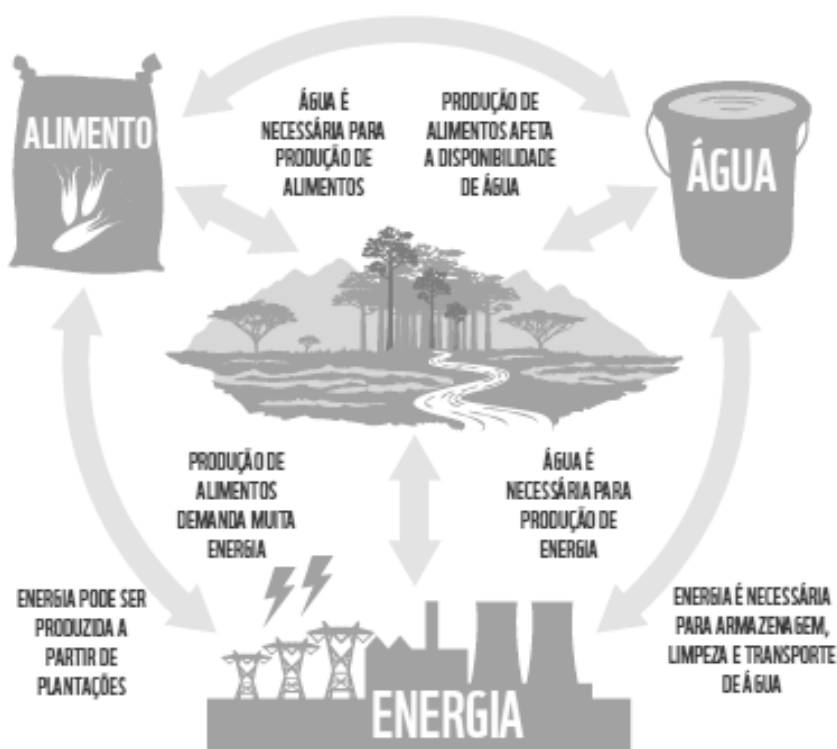 ALIMENTO
ÁGUA É
NECESSÁRIA PARA
PRODUÇÃO DE
ALIMENTOS
PRODUÇÃO DE
ALIMENTOS AFETA
A DISPONIBILIDADE
DE ÁGUA
ÁGUA
PRODUÇÃO DE
ALIMENTOS
DEMANDA MUITA
ENERGIA
ÁGUA É
NECESSÁRIA PARA
PRODUÇÃO DE
ENERGIA
ENERGIA PODE SER
PRODUZIDA A
PARTIR DE
PLANTAÇÕES
ENERGIA É NECESSÁRIA
PARA ARMAZENAGEM,
LIMPEZA E TRANSPORTE
DE ÁGUA
ENERGIA